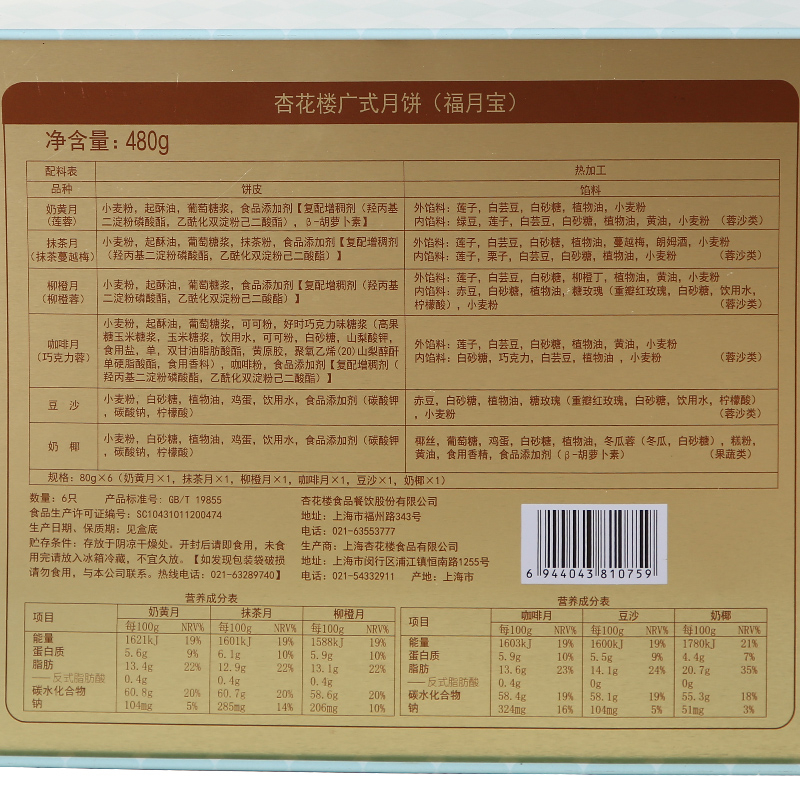 杏花楼广式月饼（福月宝）
净含量：480g
配料表 热加工
品种 饼皮 馅料
奶黄月（莲蓉） 小麦粉，起酥油，葡萄糖浆，食品添加剂【复配增稠剂（羟丙基
二淀粉磷酸酯，乙酰化双淀粉己二酸酯），β-胡萝卜素】
外馅料：莲子，白芸豆，白砂糖，植物油，小麦粉
内馅料：绿豆，莲子，白芸豆，白砂糖，植物油，黄油，小麦粉 （蓉沙类）
抹茶月（抹茶蔓越梅） 小麦粉，起酥油，葡萄糖浆，抹茶粉，食品添加剂【复配增稠剂
（羟丙基二淀粉磷酸酯，乙酰化双淀粉己二酸酯）】
外馅料：莲子，白芸豆，白砂糖，植物油，蔓越梅，朗姆酒，小麦粉
内馅料：莲子，栗子，白芸豆，白砂糖，植物油，小麦粉 （蓉沙类）
柳橙月（柳橙蓉） 小麦粉，起酥油，葡萄糖浆，食品添加剂【复配增稠剂（羟丙基
二淀粉磷酸酯，乙酰化双淀粉己二酸酯）】
外馅料：莲子，白芸豆，白砂糖，柳橙丁，植物油，黄油，小麦粉
内馅料：赤豆，白砂糖，植物油，糖玫瑰（重瓣红玫瑰，白砂糖，饮用水，
柠檬酸），小麦粉 （蓉沙类）
咖啡月（巧克力蓉） 小麦粉，起酥油，葡萄糖浆，可可粉，好时巧克力味糖浆（高果
糖玉米糖浆，玉米糖浆，饮用水，可可粉，白砂糖，山梨酸钾，
食用盐，单，双甘油脂肪酸酯，黄原胶，聚氧乙烯(20)山梨醇酐
单硬脂酸酯，食用香料），咖啡粉，食品添加剂【复配增稠剂（
羟丙基二淀粉磷酸酯，乙酰化双淀粉己二酸酯）】
外馅料：莲子，白芸豆，白砂糖，植物油，黄油，小麦粉
内馅料：白砂糖，巧克力，白芸豆，植物油 ，小麦粉 （蓉沙类）
豆 沙 小麦粉，白砂糖，植物油，鸡蛋，饮用水，食品添加剂（碳酸钾
，碳酸钠，柠檬酸）
赤豆，白砂糖，植物油，糖玫瑰（重瓣红玫瑰，白砂糖，饮用水，柠檬酸）
，小麦粉 （蓉沙类）
奶 椰 小麦粉，白砂糖，植物油，鸡蛋，饮用水，食品添加剂（碳酸钾
，碳酸钠，柠檬酸）
椰丝，葡萄糖，鸡蛋，白砂糖，植物油，冬瓜蓉（冬瓜，白砂糖），糕粉，
黄油，食用香精，食品添加剂（β-胡萝卜素） （果蔬类）
规格：80g×6（奶黄月×1，抹茶月×1，柳橙月×1，咖啡月×1，豆沙×1，奶椰×1）
数量：6只 产品标准号：GB/T 19855
食品生产许可证编号：SC10431011200474
生产日期、保质期：见盒底
贮存条件：存放于阴凉干燥处。开封后请即食用，未食
用完请放入冰箱冷藏，不宜久放。【如发现包装袋破损
请勿食用，与本公司联系。热线电话：021-63289740】
杏花楼食品餐饮股份有限公司
地址：上海市福州路343号
电话：021-63553777
生产商：上海杏花楼食品有限公司
地址：上海市闵行区浦江镇恒南路1255号
电话：021-54332911 产地：上海市
6 944043 810759
营养成分表
项目 奶黄月 抹茶月 柳橙月
每100g NRV% 每100g NRV% 每100g NRV%
能量 1621kJ 19% 1601kJ 19% 1588kJ 19%
蛋白质 5.6g 9% 6.1g 10% 5.9g 10%
脂肪 13.4g 22% 12.9g 22% 13.1g 22%
——反式脂肪酸 0.4g 0.4g 0.4g
碳水化合物 60.8g 20% 60.7g 20% 58.6g 20%
钠 104mg 5% 285mg 14% 206mg 10%
营养成分表
项目 咖啡月 豆沙 奶椰
每100g NRV% 每100g NRV% 每100g NRV%
能量 1603kJ 19% 1600kJ 19% 1780kJ 21%
蛋白质 5.9g 10% 5.5g 9% 4.4g 7%
脂肪 13.6g 23% 14.1g 24% 20.7g 35%
——反式脂肪酸 0.4g 0g 0g
碳水化合物 58.4g 19% 58.1g 19% 55.3g 18%
钠 324mg 16% 104mg 5% 51mg 3%